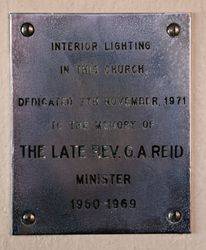 INTERIOR LIGHTING
IN THIS CHURCH
DEDICATED 7TH NOVEMBER, 1971
TO THE MEMORY OF
THE LATE REV. G.A REID
MINISTER
1960-1969